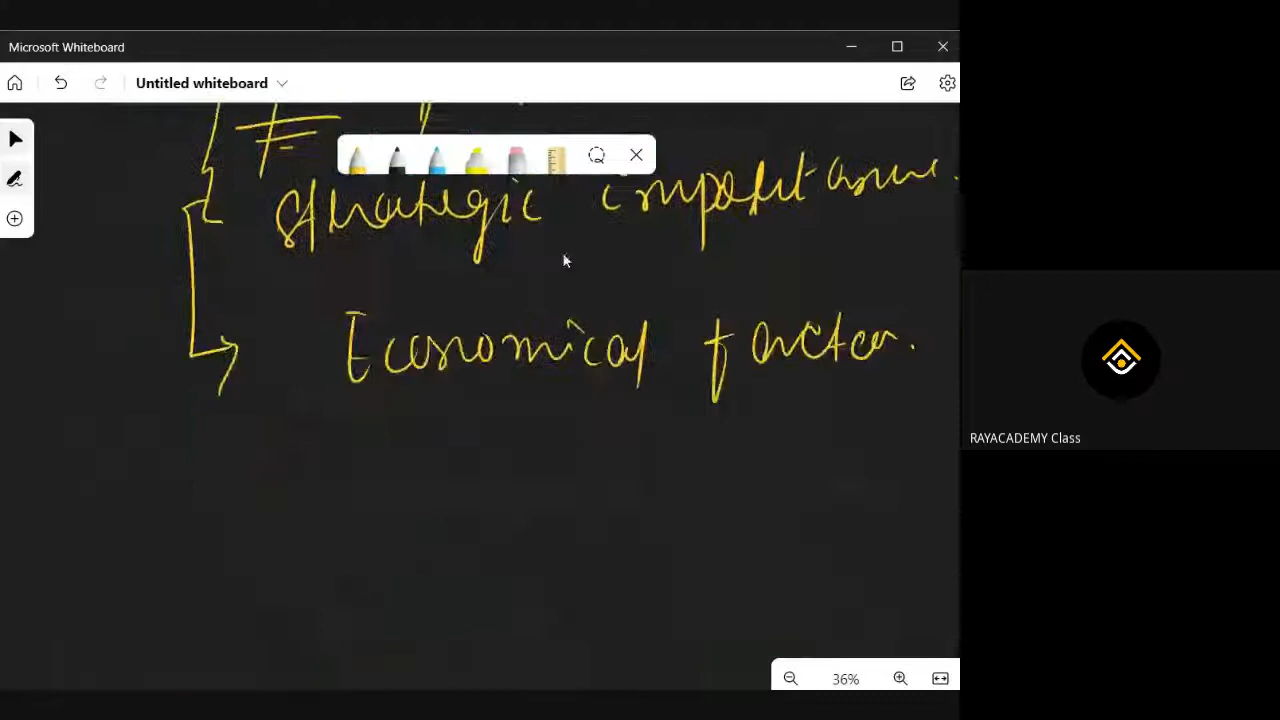 Microsoft Whiteboard
Untitled whiteboard
Strategic importance.
Economical factor.
RAYACADEMY Class
36%